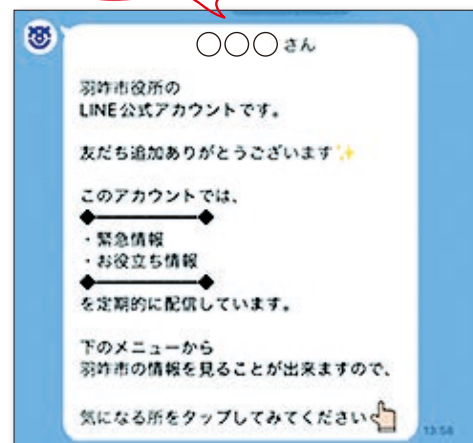 ○○○さん
羽咋市役所の
LINE公式アカウントです。
友だち追加ありがとうございます✨
このアカウントでは、
◆――――――◆
・緊急情報
・お役立ち情報
◆――――――◆
を定期的に配信しています。
下のメニューから
羽咋市の情報を見ることが出来ますので、
気になる所をタップしてみてください👆
13:58